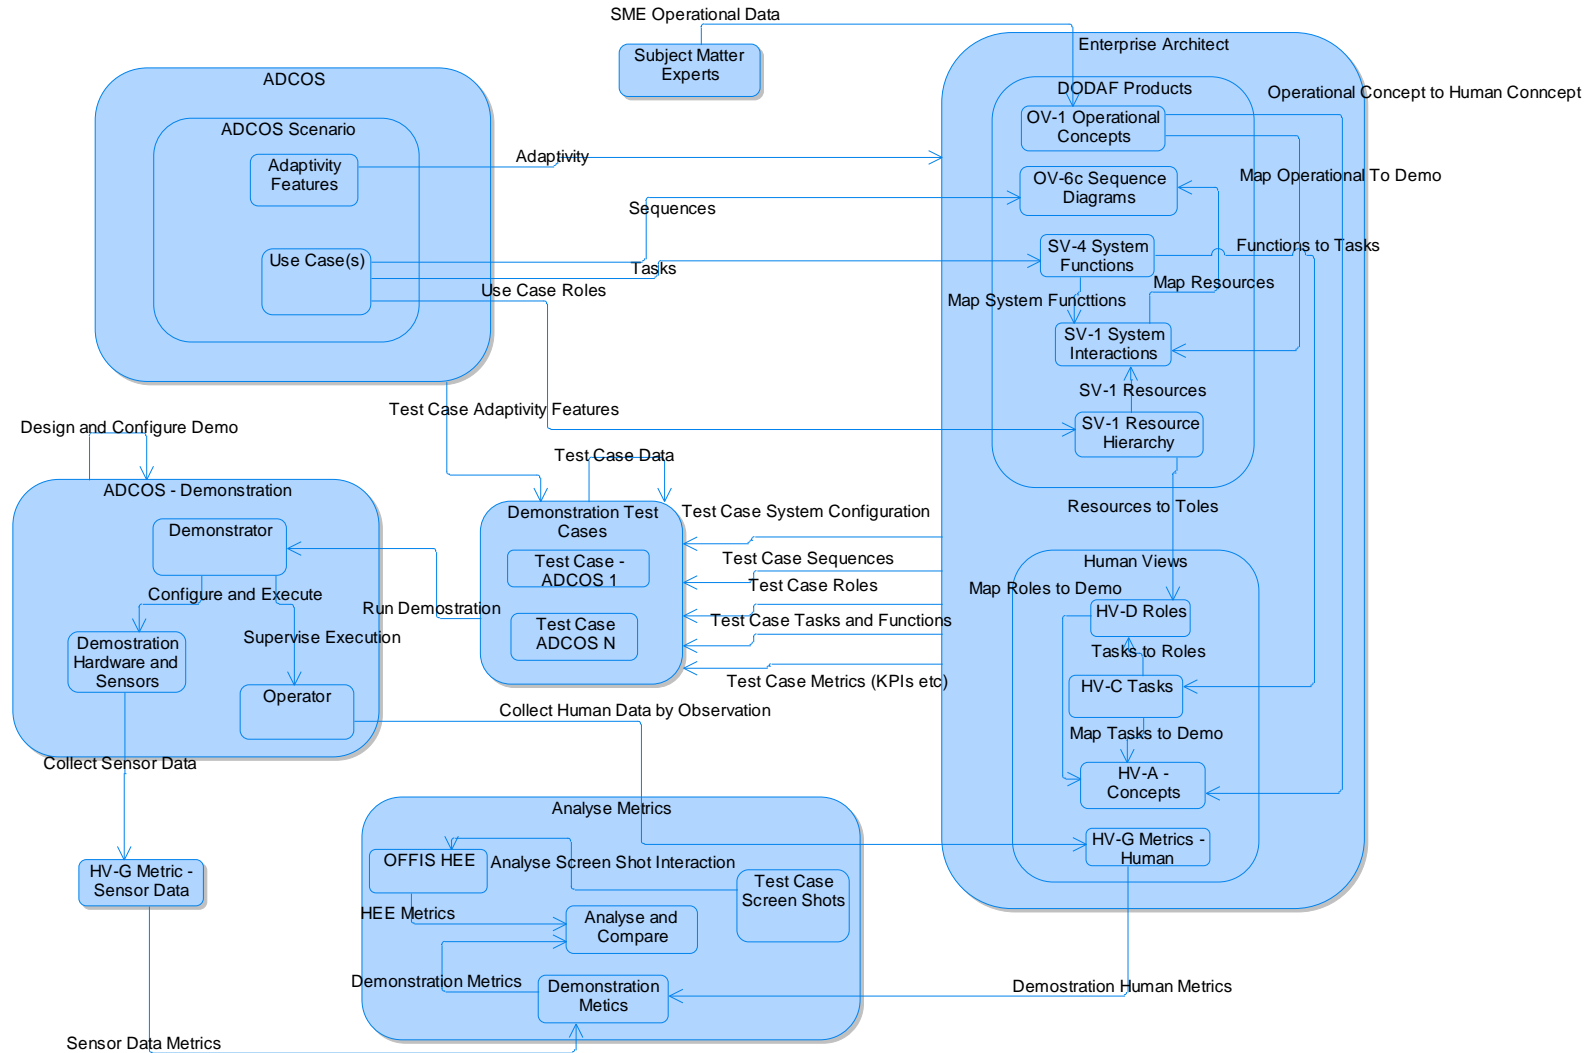 SME Operational Data
Subject Matter
Experts
Enterprise Architect
ADCOS
DODAF Products
Operational Concept to Human Conncept
OV-1 Operational
Concepts
ADCOS Scenario
Adaptivity
Features
Adaptivity
OV-6c Sequence
Diagrams
Map Operational To Demo
Sequences
SV-4 System
Functions
Functions to Tasks
Use Case(s)
Tasks
Use Case Roles
Map Resources
Map System Functtions
SV-1 System
Interactions
SV-1 Resources
Test Case Adaptivity Features
SV-1 Resource
Hierarchy
Design and Configure Demo
Test Case Data
ADCOS - Demonstration
Demonstrator
Demonstration Test
Cases
Test Case System Configuration
Resources to Toles
Test Case -
ADCOS 1
Test Case Sequences
Human Views
Test Case Roles
Map Roles to Demo
Configure and Execute
Run Demostration
HV-D Roles
Test Case
ADCOS N
Test Case Tasks and Functions
Supervise Execution
Demostration
Hardware and
Sensors
Tasks to Roles
Operator
HV-C Tasks
Test Case Metrics (KPIs etc)
Collect Human Data by Observation
Map Tasks to Demo
Collect Sensor Data
HV-A -
Concepts
Analyse Metrics
HV-G Metrics -
Human
OFFIS HEE
Analyse Screen Shot Interaction
HV-G Metric -
Sensor Data
Test Case
Screen Shots
HEE Metrics
Analyse and
Compare
Demonstration Metrics
Demonstration
Metics
Demostration Human Metrics
Sensor Data Metrics